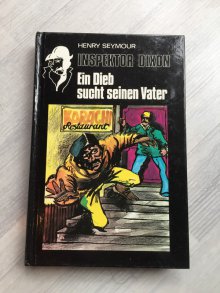 HENRY SEYMOUR
INSPEKTOR DIXON
Ein Dieb
sucht seinen Vater
Restaurant